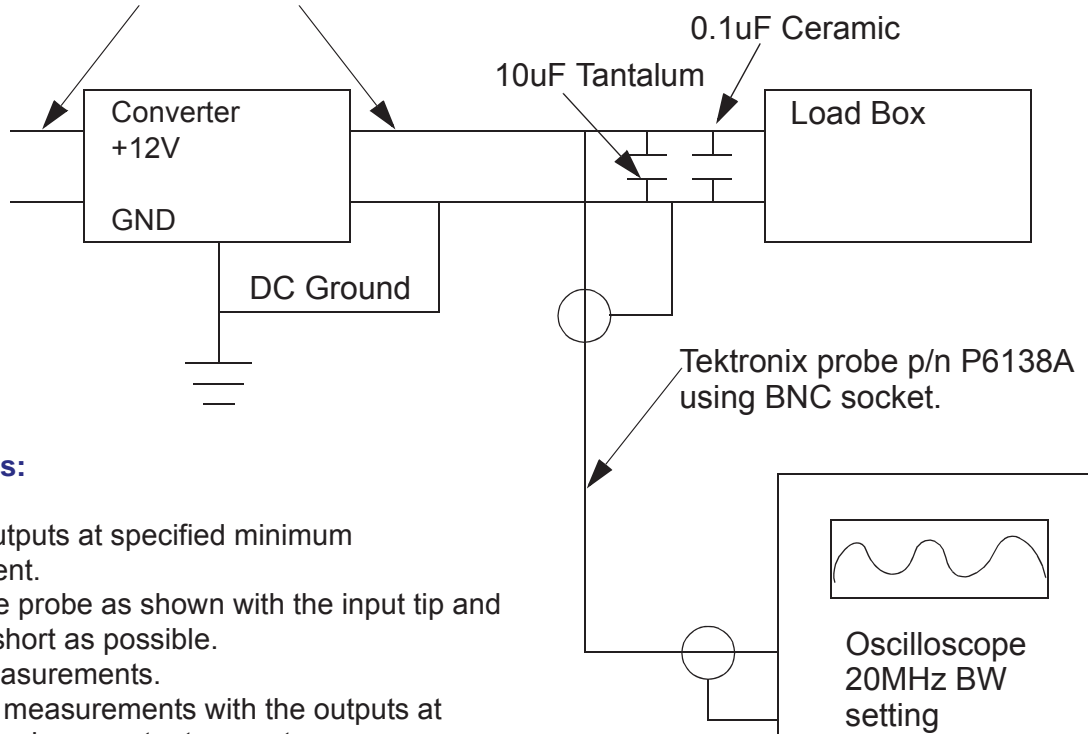 0.1uF Ceramic
10uF Tantalum
Converter
+12V
GND
Load Box
DC Ground
Tektronix probe p/n P6138A
using BNC socket.
s:
utputs at specified minimum
ent.
e probe as shown with the input tip and
short as possible.
asurements.
measurements with the outputs at
Oscilloscope
20MHz BW
setting